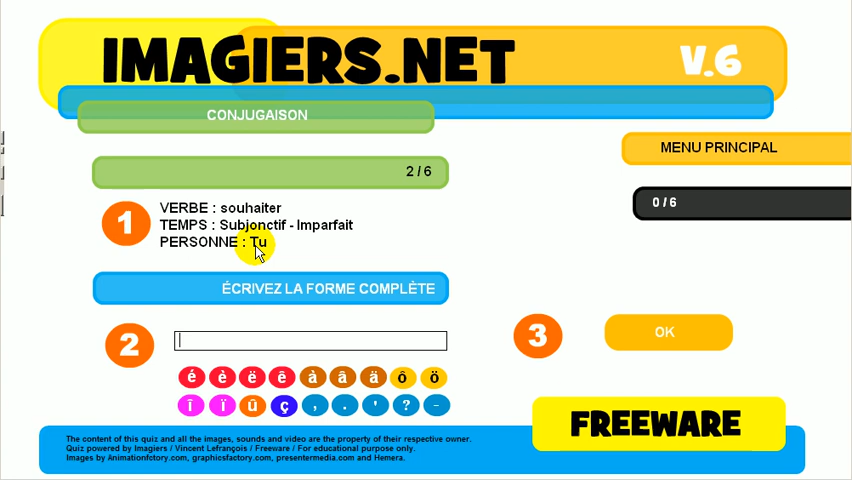 IMAGIERS.NET
V.6
CONJUGAISON
MENU PRINCIPAL
2 / 6
0 / 6
1
VERBE : souhaiter
TEMPS : Subjonctif - Imparfait
PERSONNE : Tu
ÉCRIVEZ LA FORME COMPLÈTE
2
3
OK
é è ë ē à â ä ô ö
î ï û ç , . ' ? -
FREEWARE
The content of this quiz and all the images, sounds and video are the property of their respective owner.
Quiz powered by Imagiers / Vincent Lefrançois / Freeware / For educational purpose only.
Images by Animationfctory.com, graphicsfactory.com, presentermedia.com and Hemera.